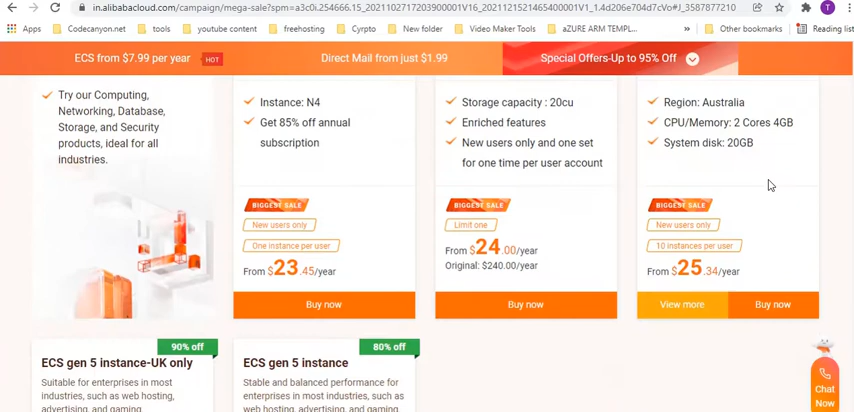 in.alibabacloud.com/campaign/mega-sale?spm=a3c0i.254666.15_20211027172039000​01V16_2021121521465400001V1_1.4d206e704d7cVo#J_3587877210
T
Apps
Codecanyon.net
tools
youtube content
freehosting
Cyrpto
New folder
Video Maker Tools
aZURE ARM TEMPL...
»
Other bookmarks
Reading list
ECS from $7.99 per year
HOT
Direct Mail from just $1.99
Special Offers-Up to 95% Off
Try our Computing,
Networking, Database,
Storage, and Security
products, ideal for all
industries.
Instance: N4
Get 85% off annual
subscription
BIGGEST SALE
New users only
One instance per user
From $23.45/year
Buy now
Storage capacity : 20cu
Enriched features
New users only and one set
for one time per user account
BIGGEST SALE
Limit one
From $24.00/year
Original: $240.00/year
Buy now
Region: Australia
CPU/Memory: 2 Cores 4GB
System disk: 20GB
BIGGEST SALE
New users only
10 instances per user
From $25.34/year
View more
Buy now
90% off
ECS gen 5 instance-UK only
Suitable for enterprises in most
industries, such as web hosting,
advertising, and gaming
80% off
ECS gen 5 instance
Stable and balanced performance for
enterprises in most industries, such as
web hosting, advertising, and gaming
Chat
Now